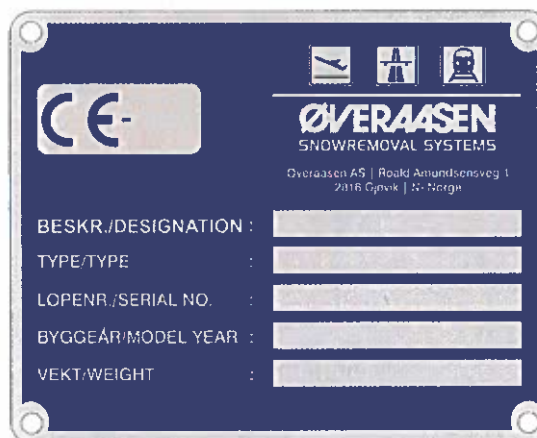 CE-
ØVERAASEN
SNOWREMOVAL SYSTEMS
Overaasen AS | Roald Amundsensveg 1
2816 Gjøvik | N- Norge
BESKR./DESIGNATION :
TYPE/TYPE :
LOPENR./SERIAL NO. :
BYGGEÅR/MODEL YEAR :
VEKT/WEIGHT :